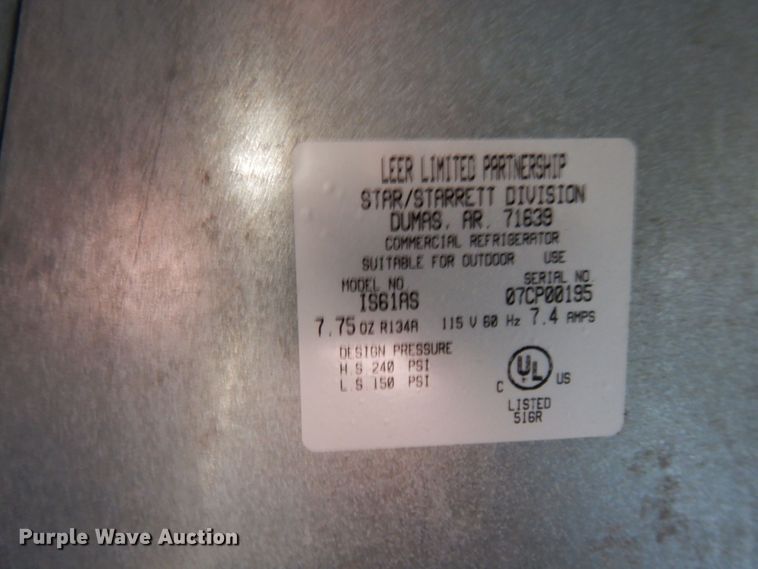 LEER LIMITED PARTNERSHIP
STAR/STARRETT DIVISION
DUMAS, AR. 71639
COMMERCIAL REFRIGERATOR
SUITABLE FOR OUTDOOR USE
MODEL NO. SERIAL NO.
IS61AS 07CP00195
7.75 OZ R134A 115 V 60 Hz 7.4 AMPS
DESIGN PRESSURE
H.S 240 PSI
L.S 150 PSI
C UL US
LISTED
516R
Purple Wave Auction